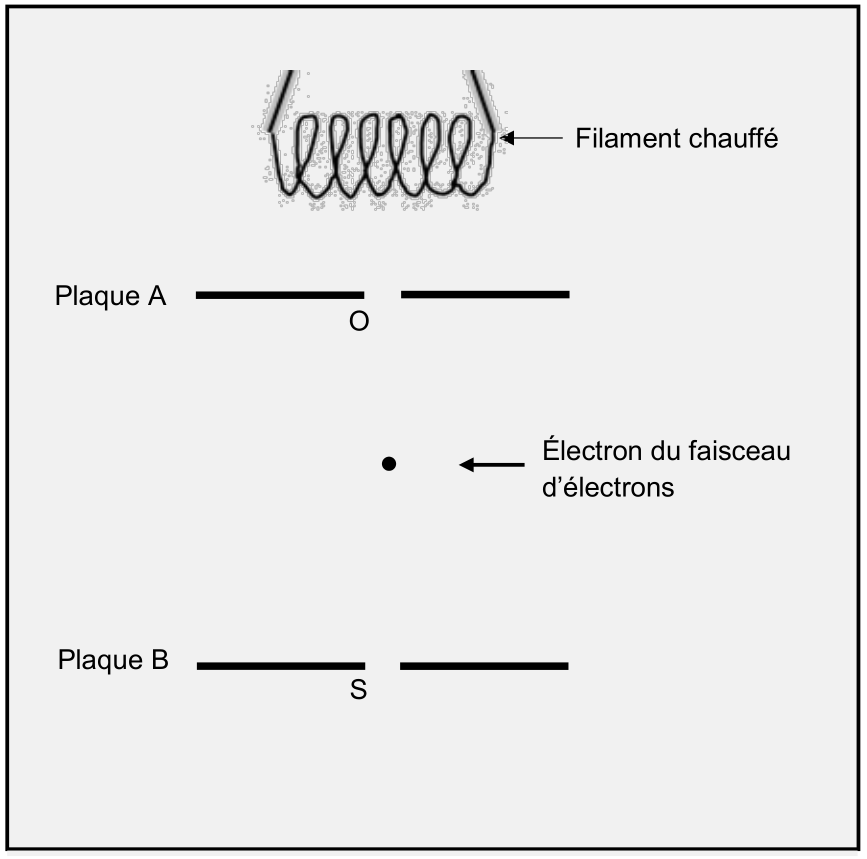 Filament chauffé
Plaque A
O
Électron du faisceau
d’électrons
Plaque B
S